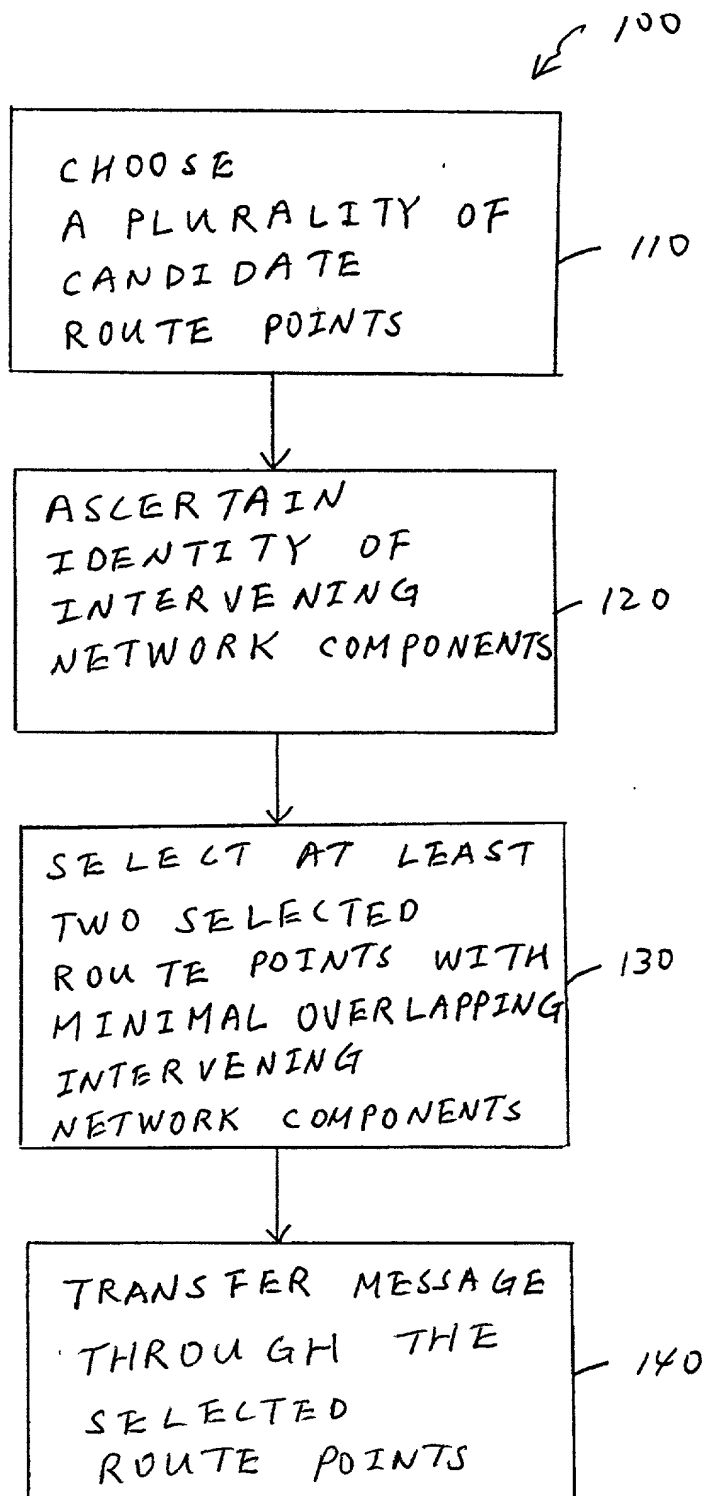 100
CHOOSE
A PLURALITY OF
CANDIDATE
ROUTE POINTS
110
ASCERTAIN
IDENTITY OF
INTERVENING
NETWORK COMPONENTS
120
SELECT AT LEAST
TWO SELECTED
ROUTE POINTS WITH
MINIMAL OVERLAPPING
INTERVENING
NETWORK COMPONENTS
130
TRANSFER MESSAGE
THROUGH THE
SELECTED
ROUTE POINTS
140